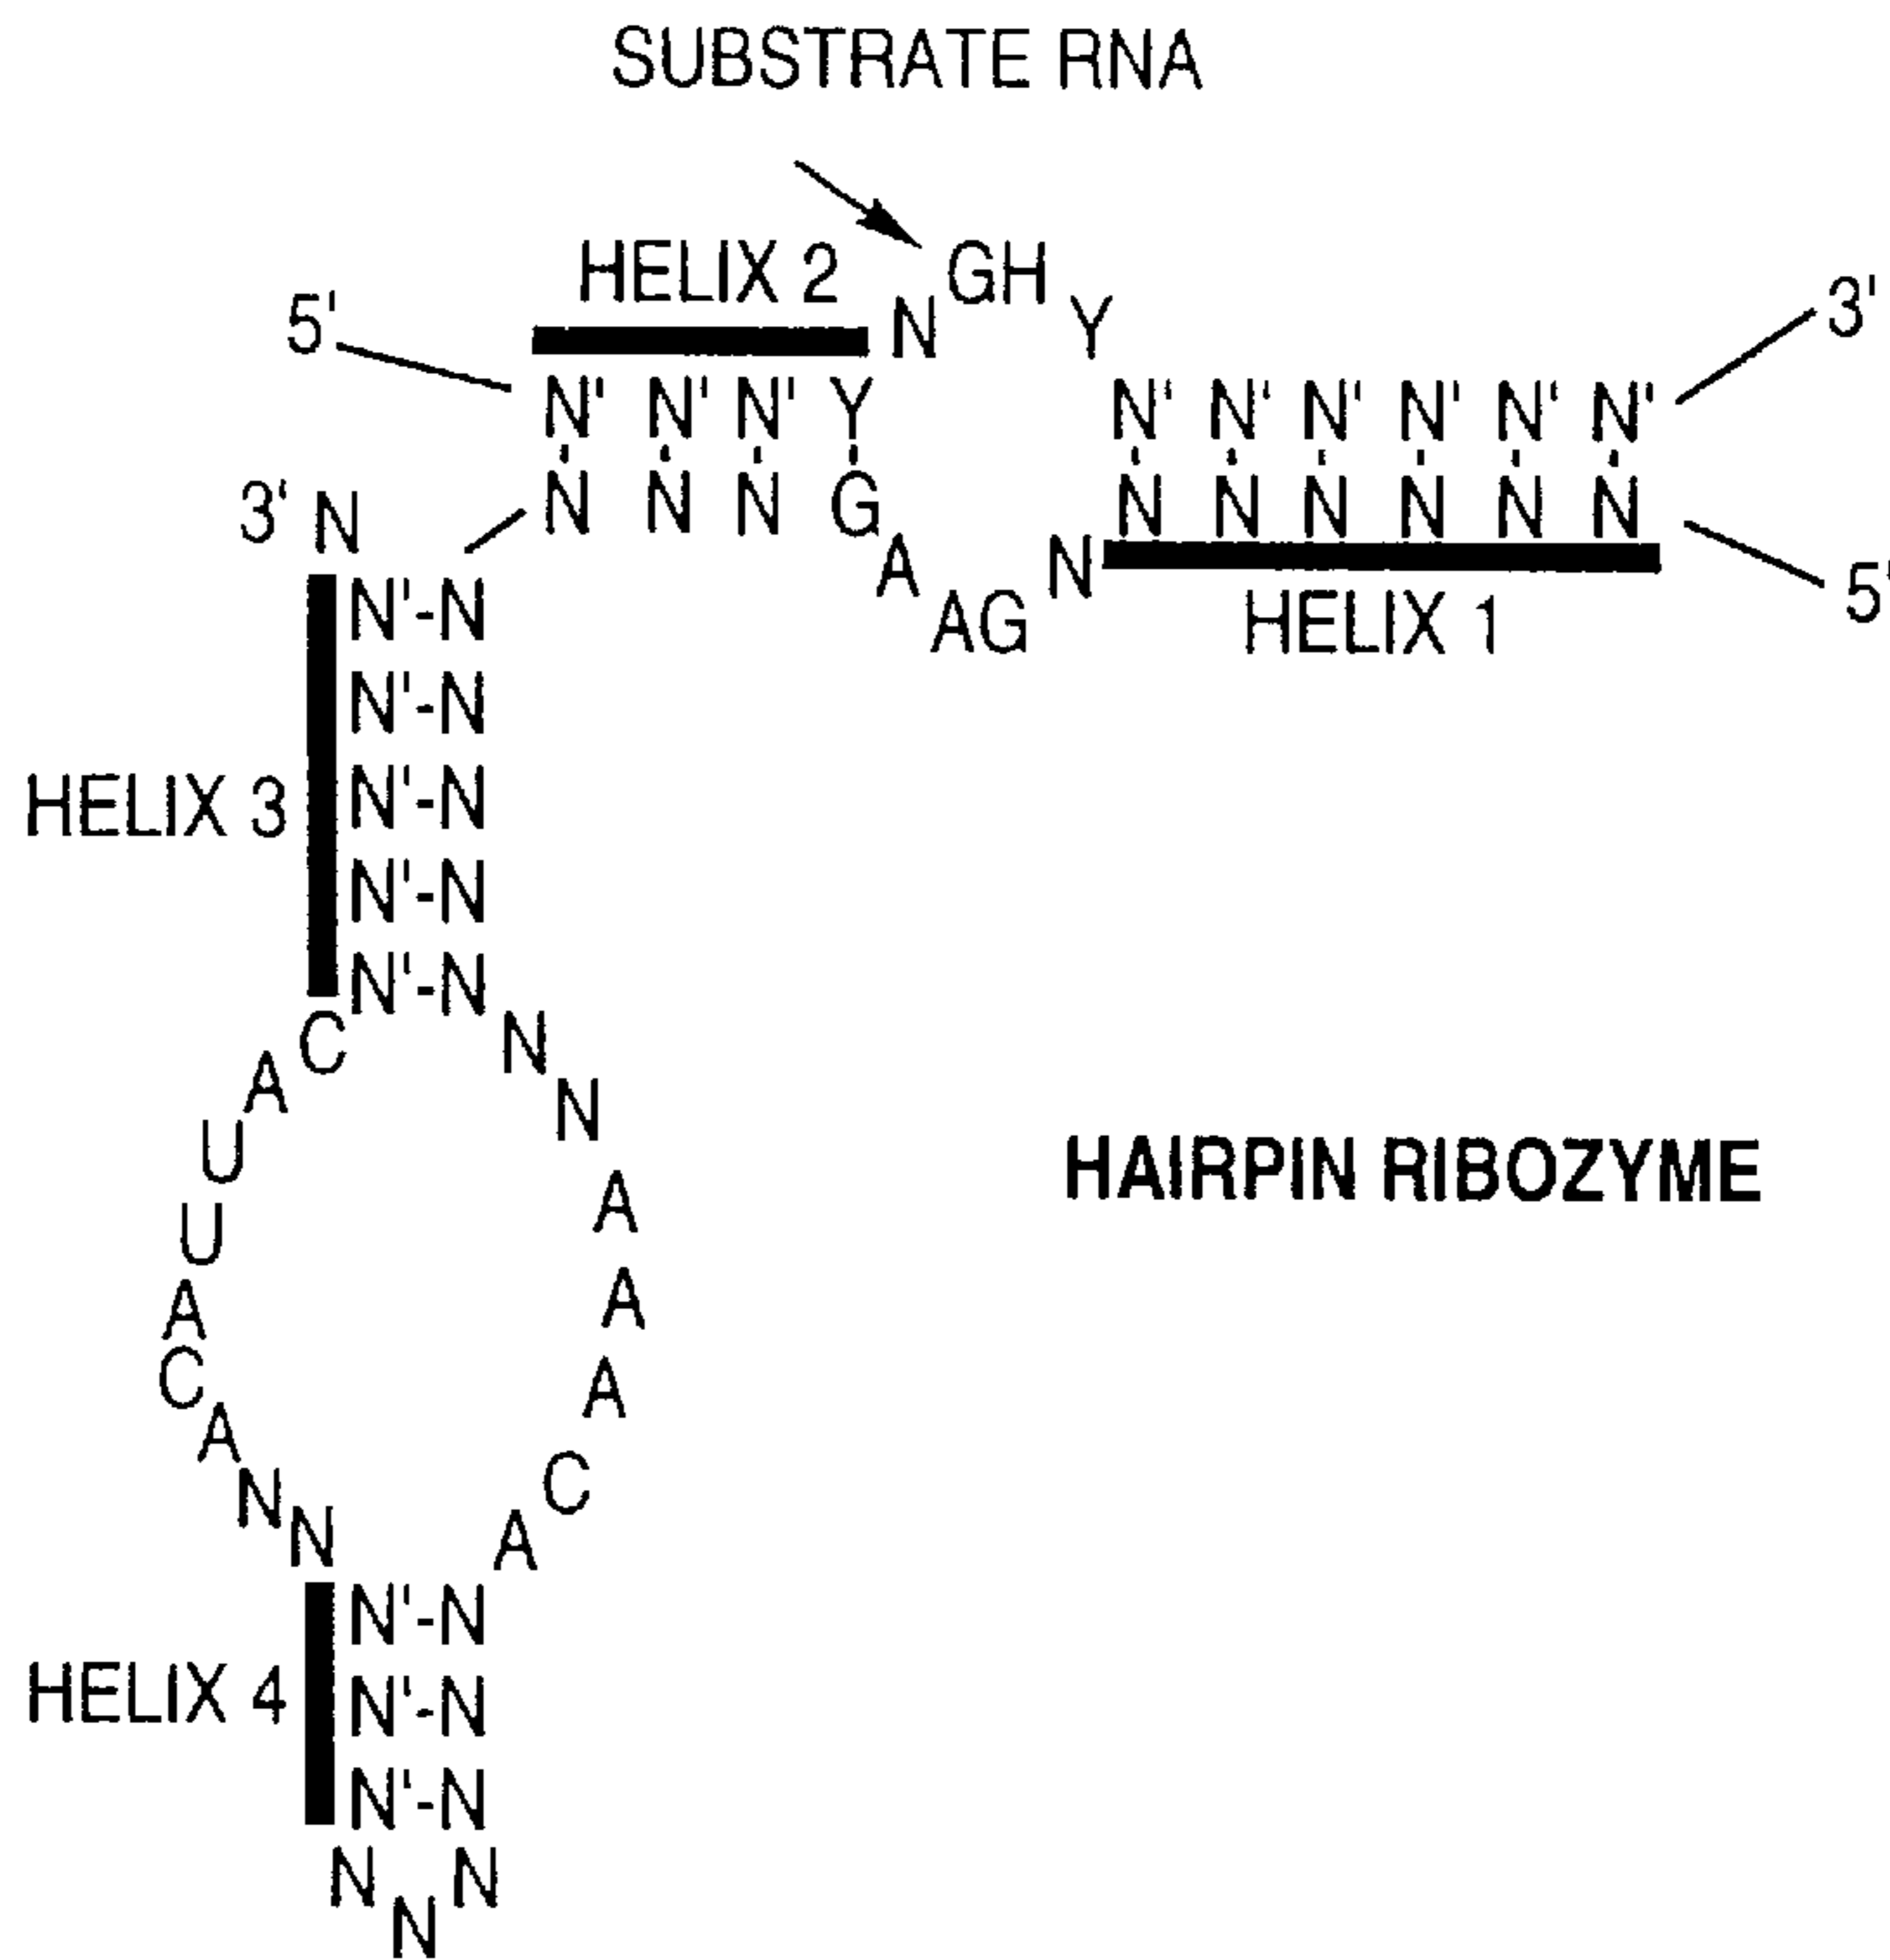 SUBSTRATE RNA
HELIX 2
GH
5'
N
Y
3'
N' N' N' Y
N' N' N' N' N' N'
N N N G
N N N N N N
3' N
A
N
5'
N'-N
AG
HELIX 1
N'-N
HELIX 3
N'-N
N'-N
N'-N
C
N
A
N
U
A
HAIRPIN RIBOZYME
U
A
A
C
A
A
C
N
N
A
N'-N
HELIX 4
N'-N
N'-N
N
N
N